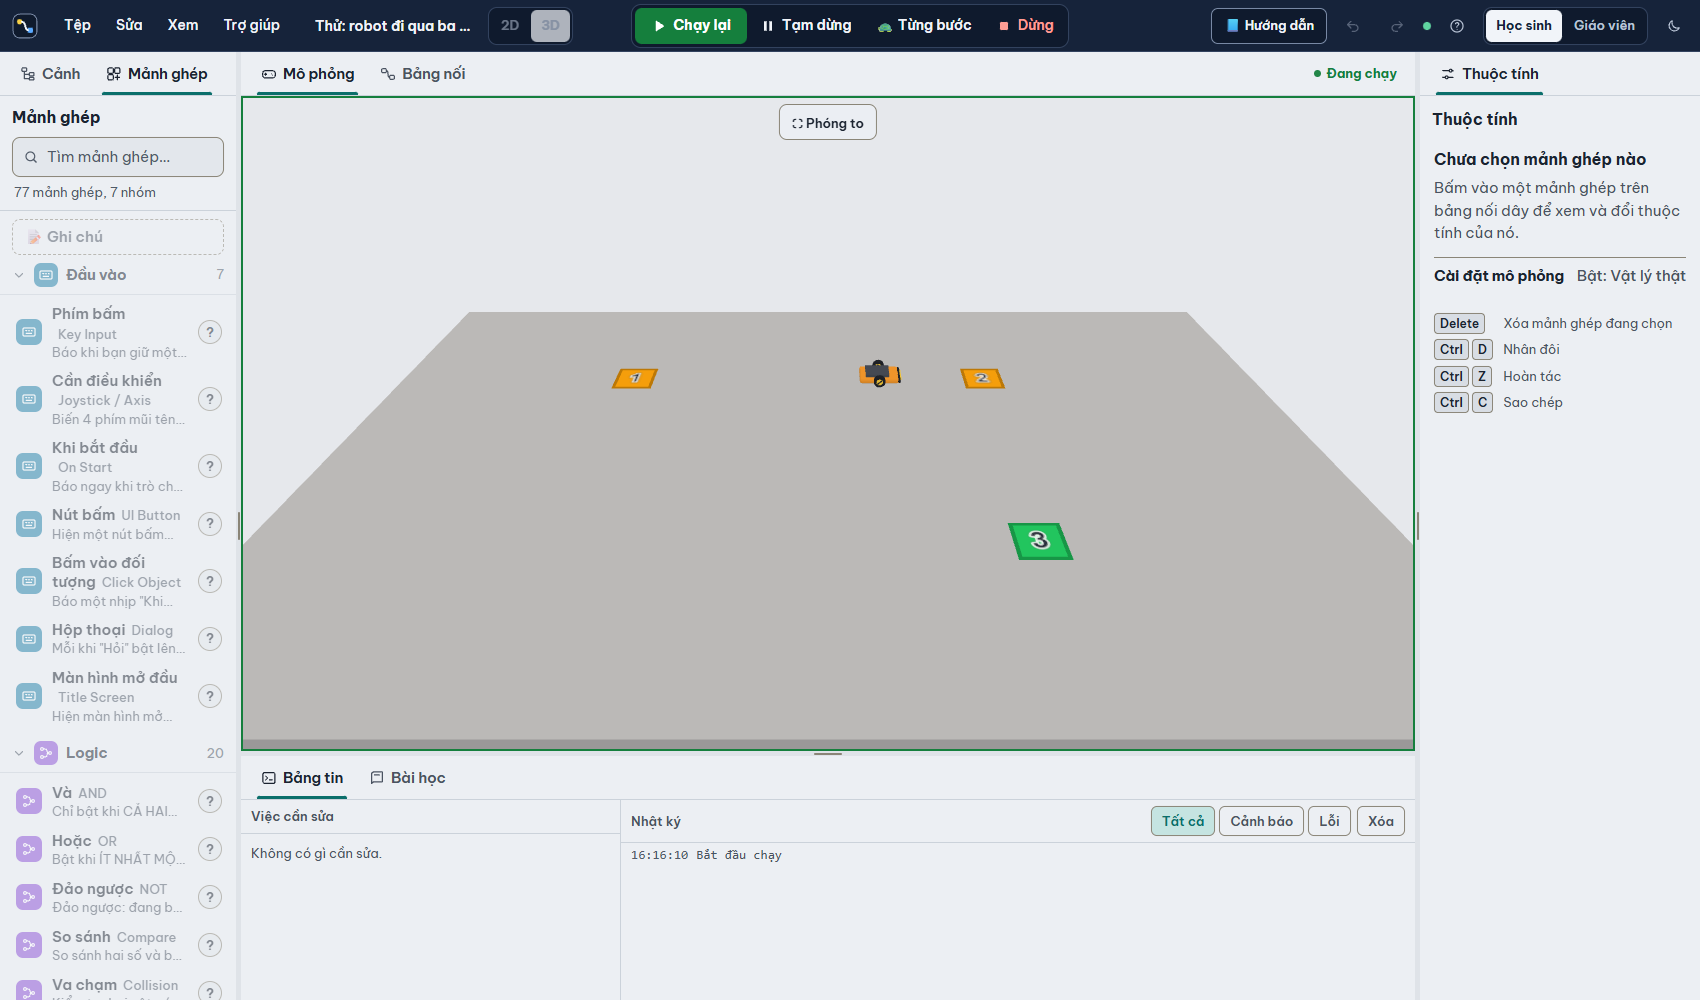 Tệp
Sửa
Xem
Trợ giúp
Thử: robot đi qua ba ...
2D
3D
Chạy lại
Tạm dừng
Từng bước
Dừng
Hướng dẫn
Học sinh
Giáo viên
Cảnh
Mảnh ghép
Mảnh ghép
Tìm mảnh ghép...
77 mảnh ghép, 7 nhóm
Ghi chú
Đầu vào
7
Phím bấm
Key Input
Báo khi bạn giữ một...
?
Cần điều khiển
Joystick / Axis
Biến 4 phím mũi tên...
?
Khi bắt đầu
On Start
Báo ngay khi trò ch...
?
Nút bấm UI Button
Hiện một nút bấm...
?
Bấm vào đối
tượng Click Object
Báo một nhịp "Khi...
?
Hộp thoại Dialog
Mỗi khi "Hỏi" bật lên...
?
Màn hình mở đầu
Title Screen
Hiện màn hình mở...
?
Logic
20
Và AND
Chỉ bật khi CẢ HAI...
?
Hoặc OR
Bật khi ÍT NHẤT MỘ...
?
Đảo ngược NOT
Đảo ngược: đang b...
?
So sánh Compare
So sánh hai số và b...
?
Va chạm Collision
?
Mô phỏng
Bảng nối
Đang chạy
Phóng to
1
2
3
Bảng tin
Bài học
Việc cần sửa
Không có gì cần sửa.
Nhật ký
Tất cả
Cảnh báo
Lỗi
Xóa
16:16:10 Bắt đầu chạy
Thuộc tính
Thuộc tính
Chưa chọn mảnh ghép nào
Bấm vào một mảnh ghép trên
bảng nối dây để xem và đổi thuộc
tính của nó.
Cài đặt mô phỏng
Bật: Vật lý thật
Delete Xóa mảnh ghép đang chọn
Ctrl D Nhân đôi
Ctrl Z Hoàn tác
Ctrl C Sao chép